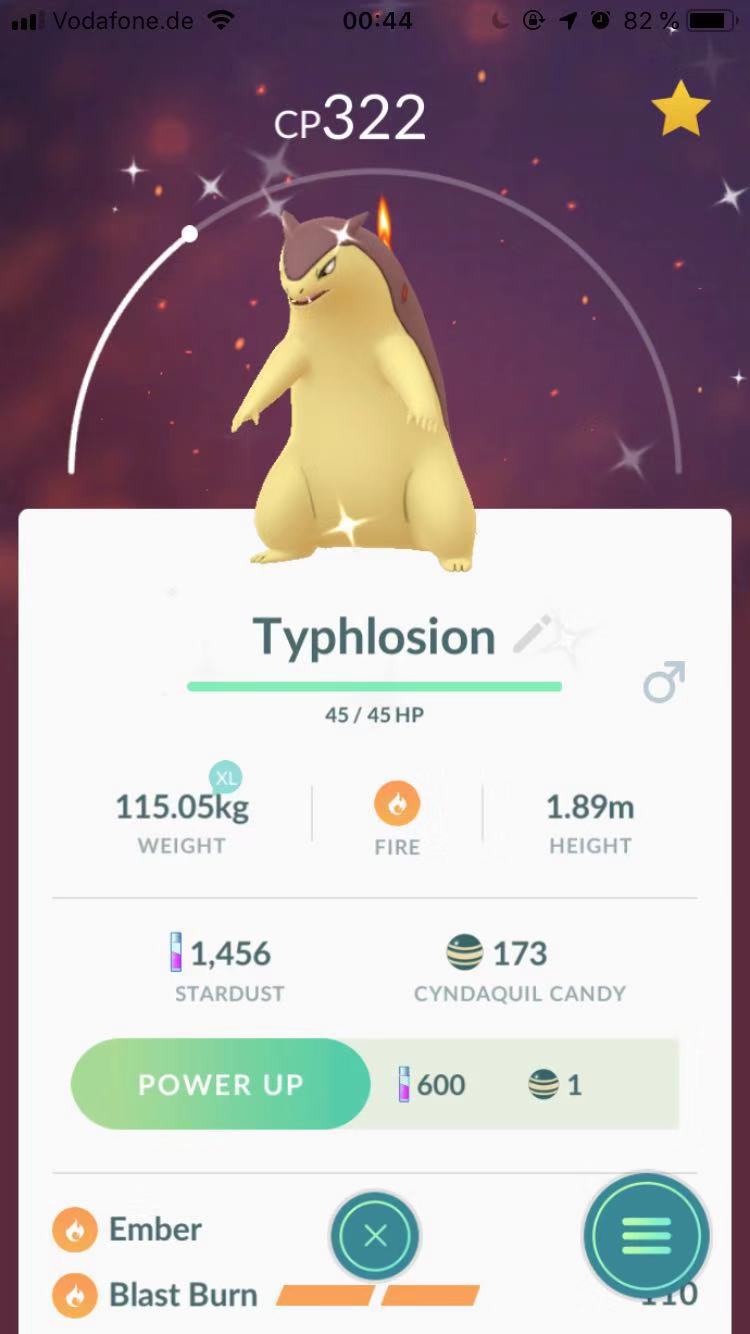 Vodafone.de 00:44 82 %
CP322
Typhlosion
45 / 45 HP
XL
115.05kg 1.89m
WEIGHT FIRE HEIGHT
1,456 173
STARDUST CYNDAQUIL CANDY
POWER UP 600 1
Ember
Blast Burn 110